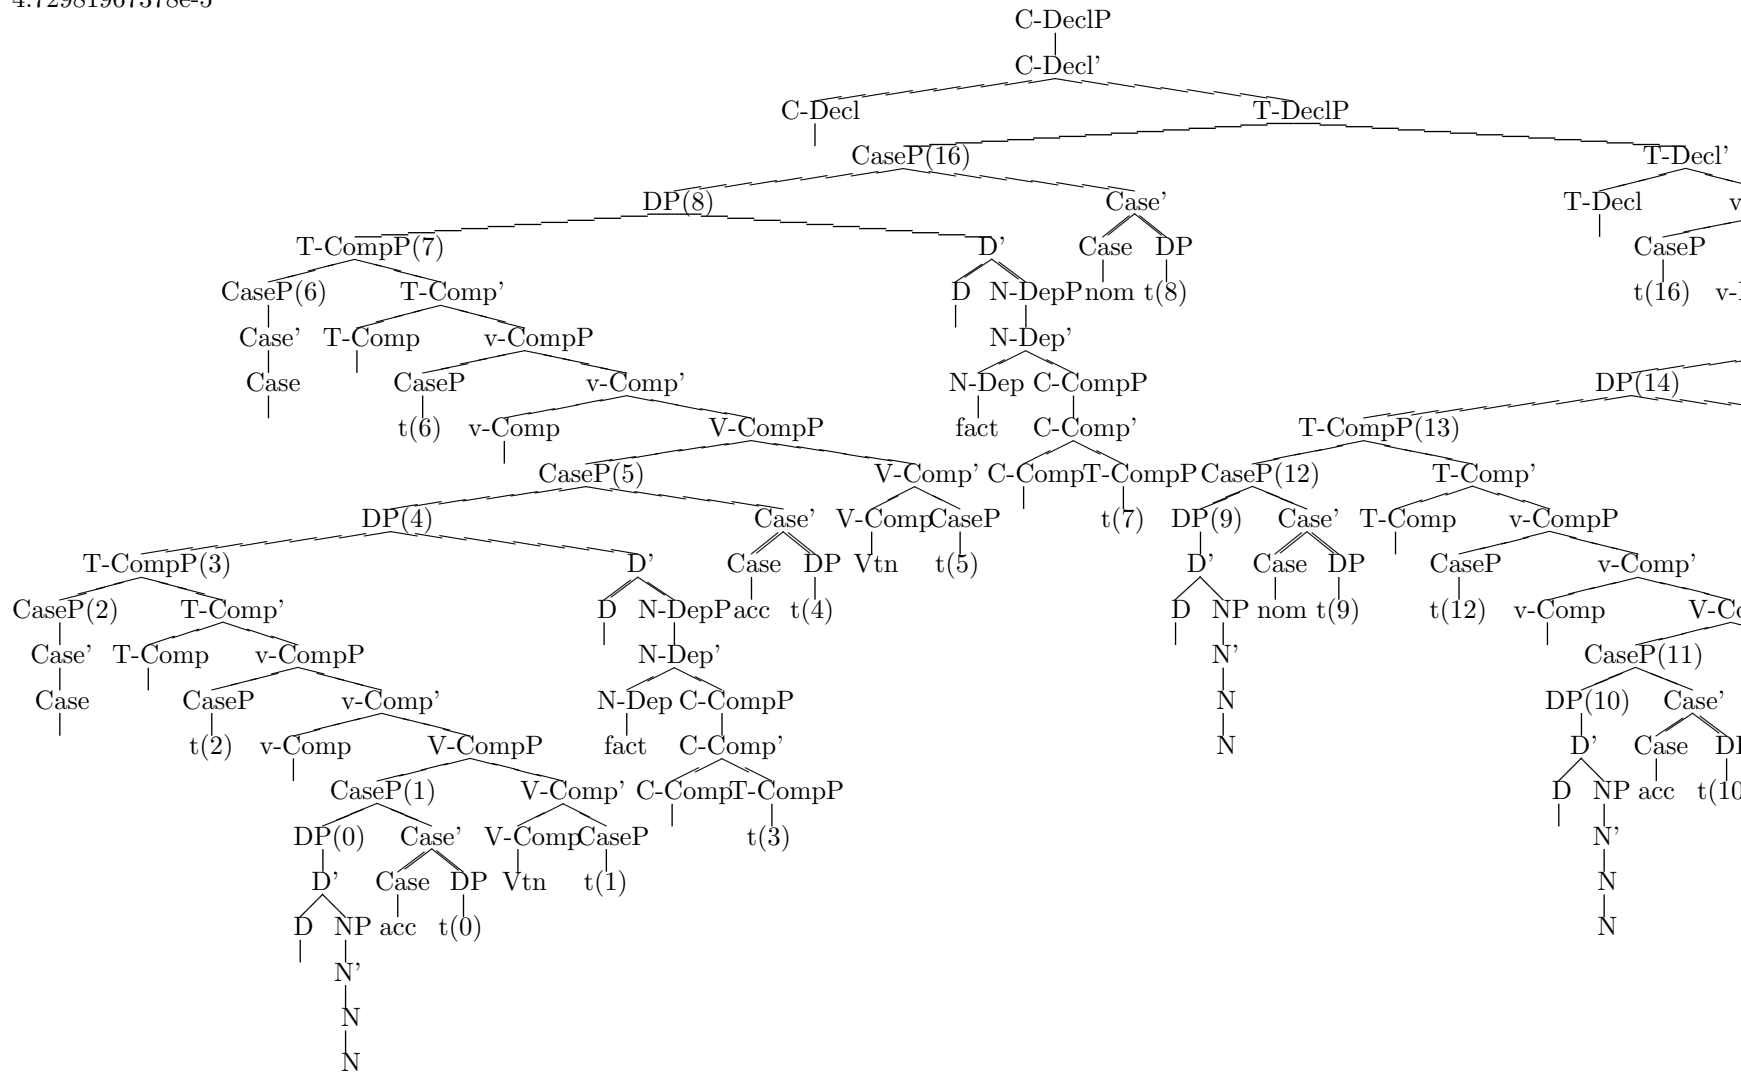 4.72981967378e-5
C-DeclP
C-Decl'
C-Decl T-DeclP
CaseP(16) T-Decl'
DP(8) Case' T-Decl
T-CompP(7) D' Case DP CaseP
CaseP(6) T-Comp' D N-DepP nom t(8) t(16)
Case' T-Comp v-CompP N-Dep'
Case CaseP v-Comp' N-Dep C-CompP DP(14)
t(6) v-Comp V-CompP fact C-Comp' T-CompP(13)
CaseP(5) V-Comp' C-Comp T-CompP CaseP(12) T-Comp'
DP(4) Case' V-Comp CaseP t(7) DP(9) Case' T-Comp v-CompP
T-CompP(3) D' Case DP Vtn t(5) D' Case DP CaseP v-Comp'
CaseP(2) T-Comp' D N-DepP acc t(4) D NP nom t(9) t(12) v-Comp
Case' T-Comp v-CompP N-Dep' N' CaseP(11)
Case CaseP v-Comp' N-Dep C-CompP N DP(10) Case'
t(2) v-Comp V-CompP fact C-Comp' N D' Case
CaseP(1) V-Comp' C-Comp T-CompP D NP acc t(10
DP(0) Case' V-Comp CaseP t(3) N'
D' Case DP Vtn t(1) N
D NP acc t(0) N
N'
N
N